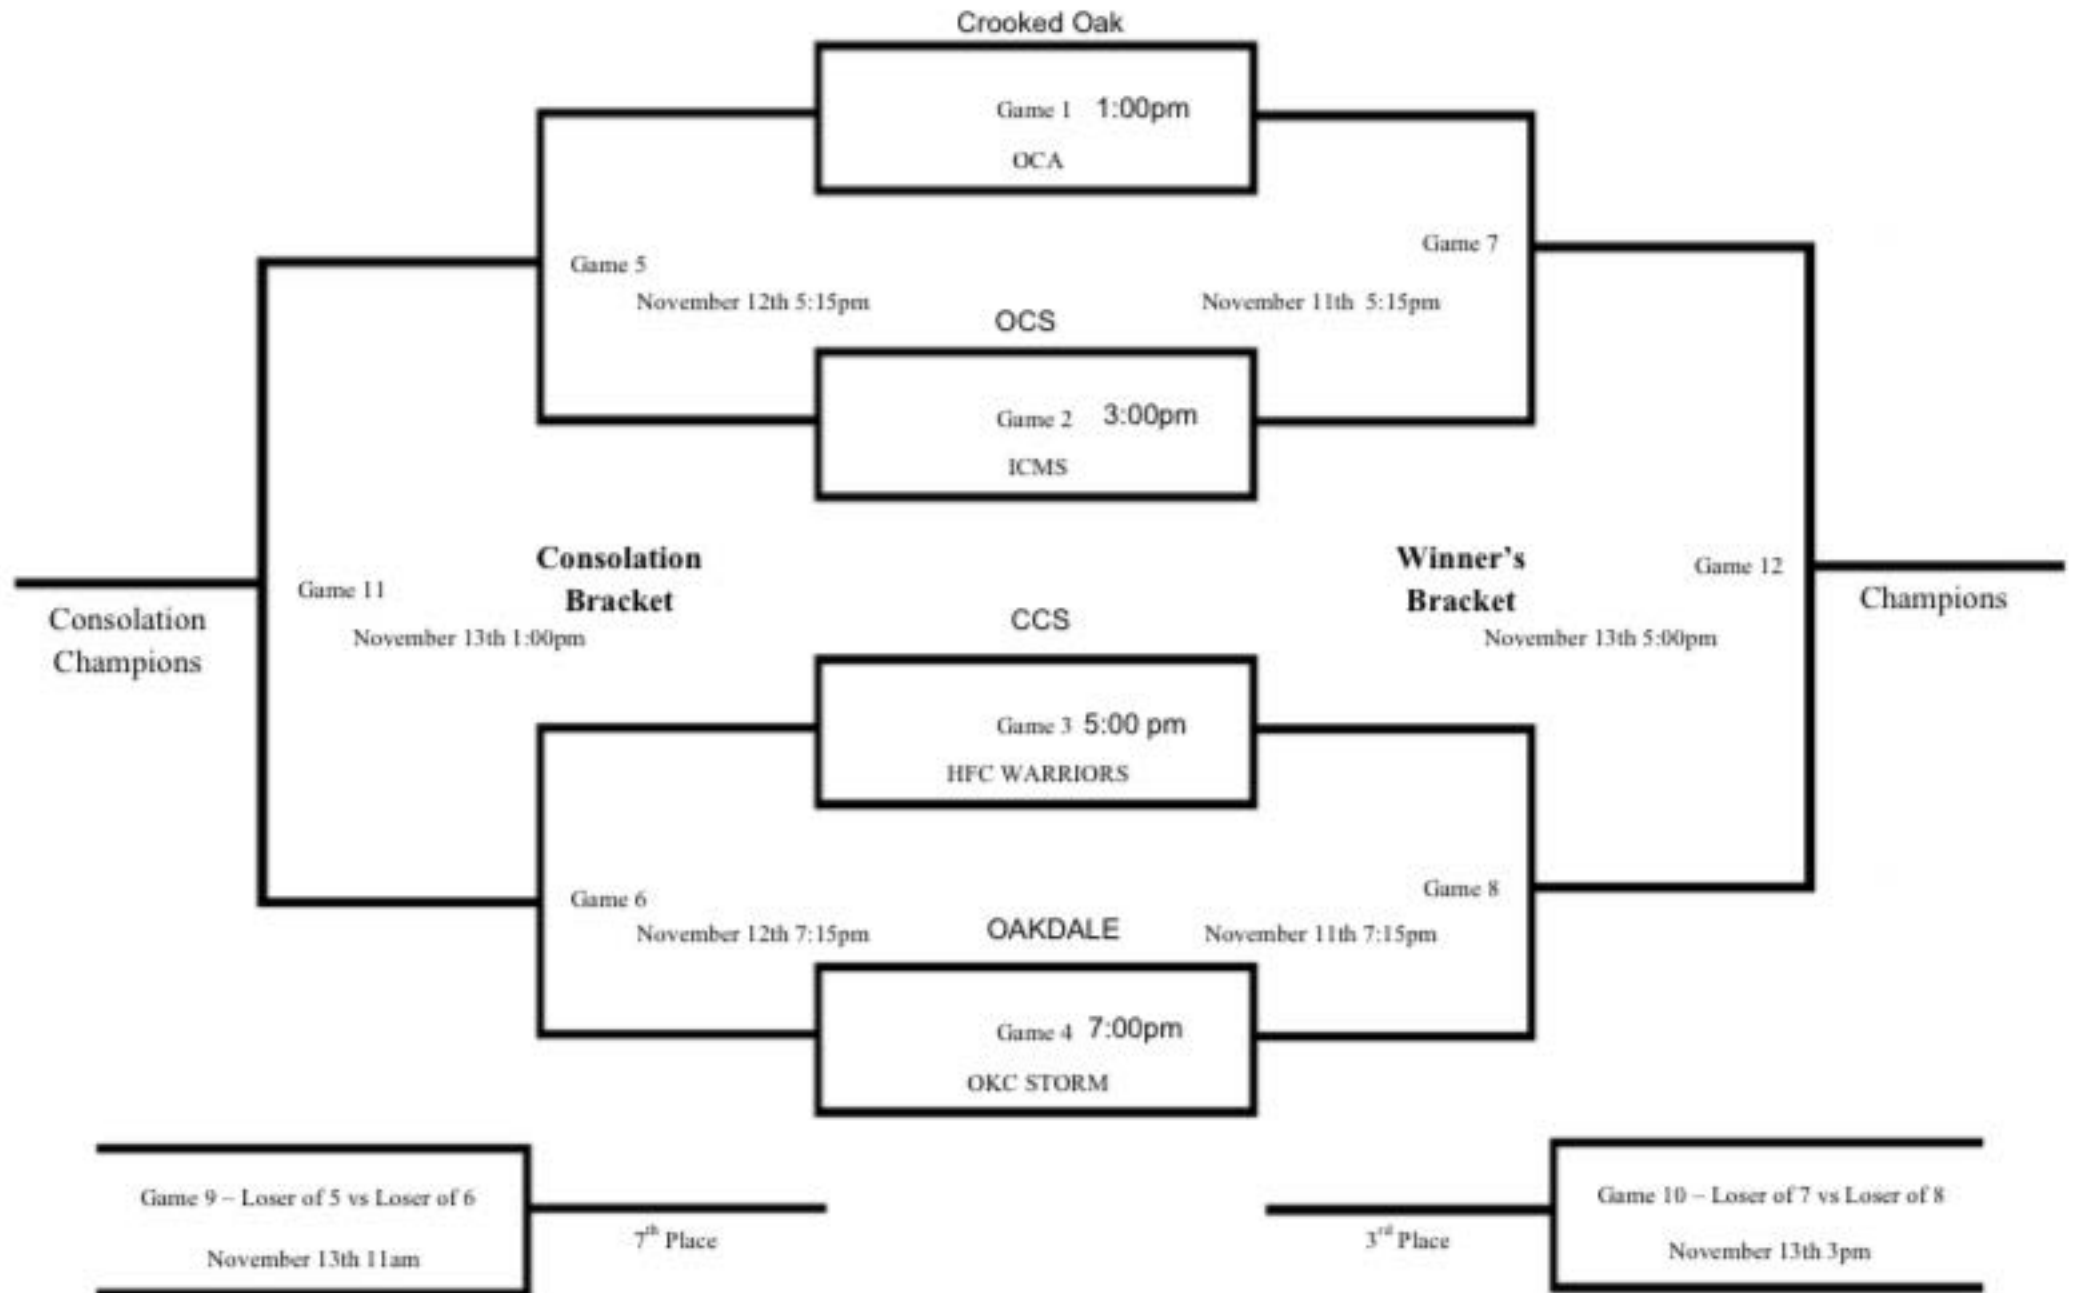 Crooked Oak
Game 1 1:00pm
OCA
Game 7
Game 5
November 12th 5:15pm
November 11th 5:15pm
OCS
Game 2 3:00pm
ICMS
Consolation
Bracket
Winner's
Bracket
Game 12
Champions
Game 11
Consolation
Champions
November 13th 1:00pm
CCS
November 13th 5:00pm
Game 3 5:00 pm
HFC WARRIORS
Game 8
Game 6
November 12th 7:15pm
OAKDALE
November 11th 7:15pm
Game 4 7:00pm
OKC STORM
Game 9 – Loser of 5 vs Loser of 6
November 13th 11am
7th Place
3rd Place
Game 10 – Loser of 7 vs Loser of 8
November 13th 3pm